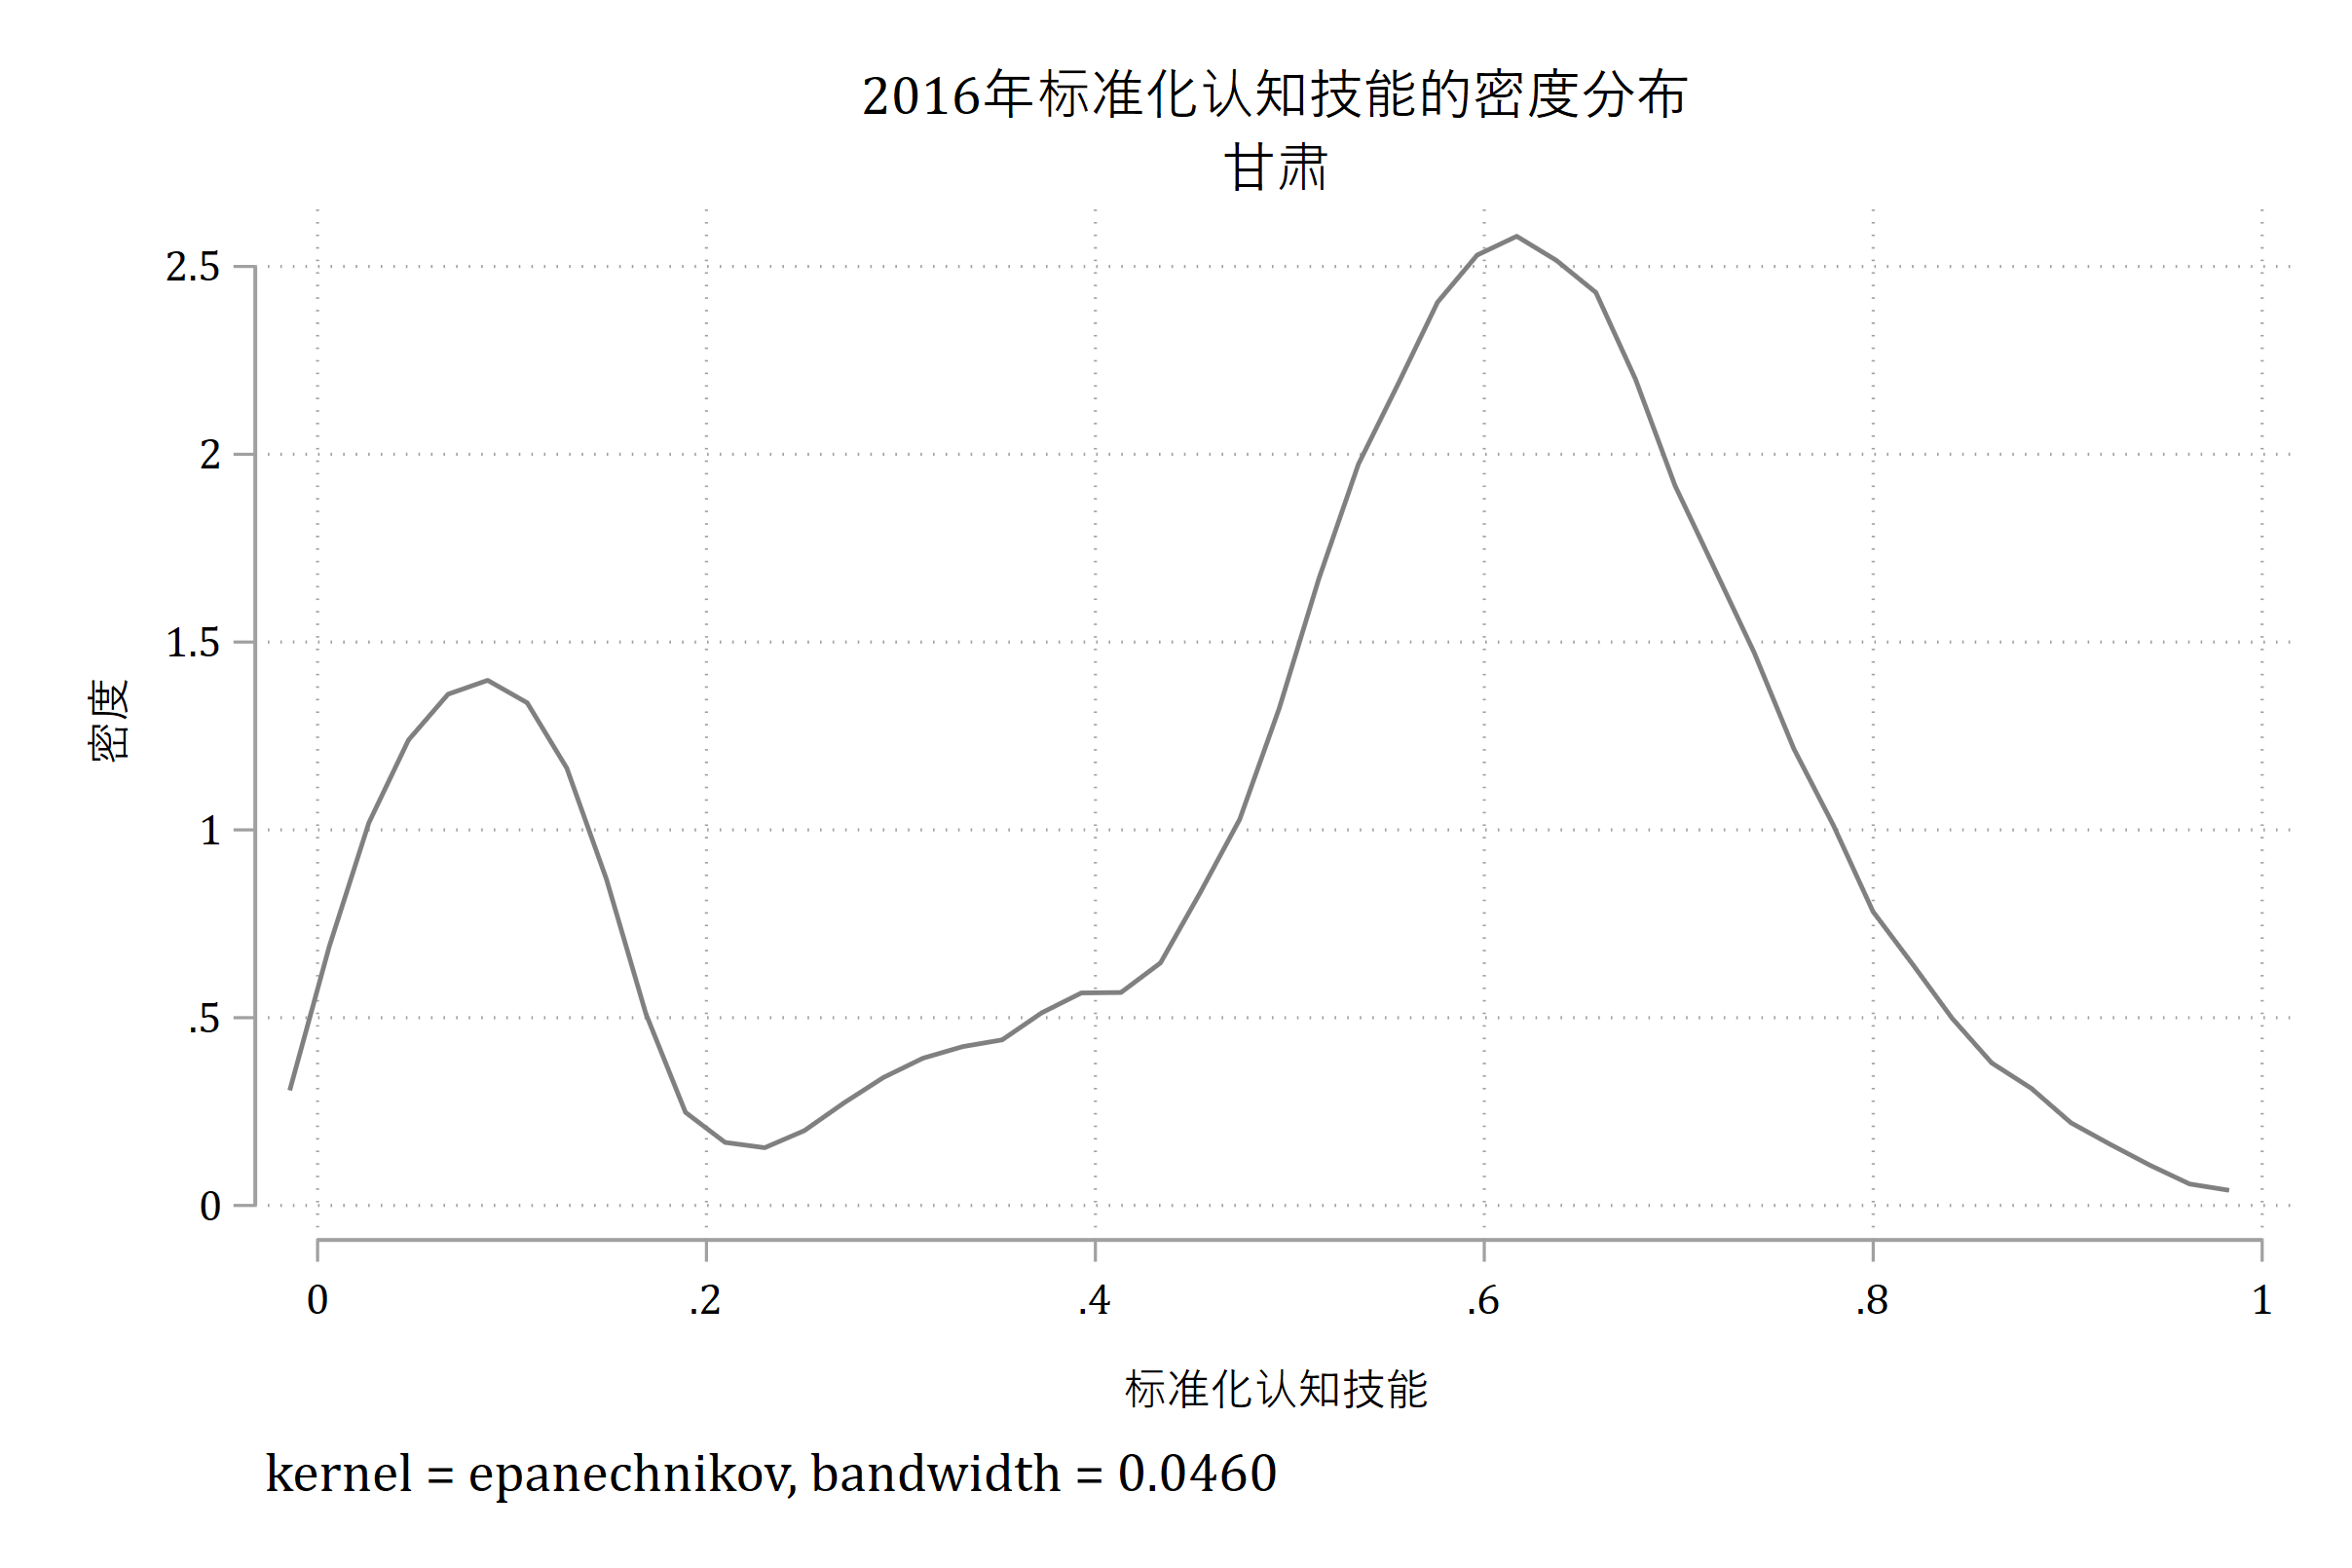 2016年标准化认知技能的密度分布
甘肃
2.5
2
1.5
1
.5
0
密度
0 .2 .4 .6 .8 1
标准化认知技能
kernel = epanechnikov, bandwidth = 0.0460